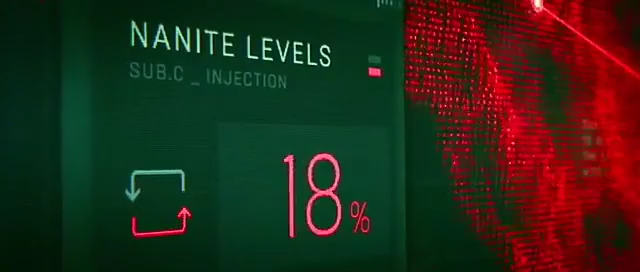 NANITE LEVELS
SUB.C _ INJECTION
18%